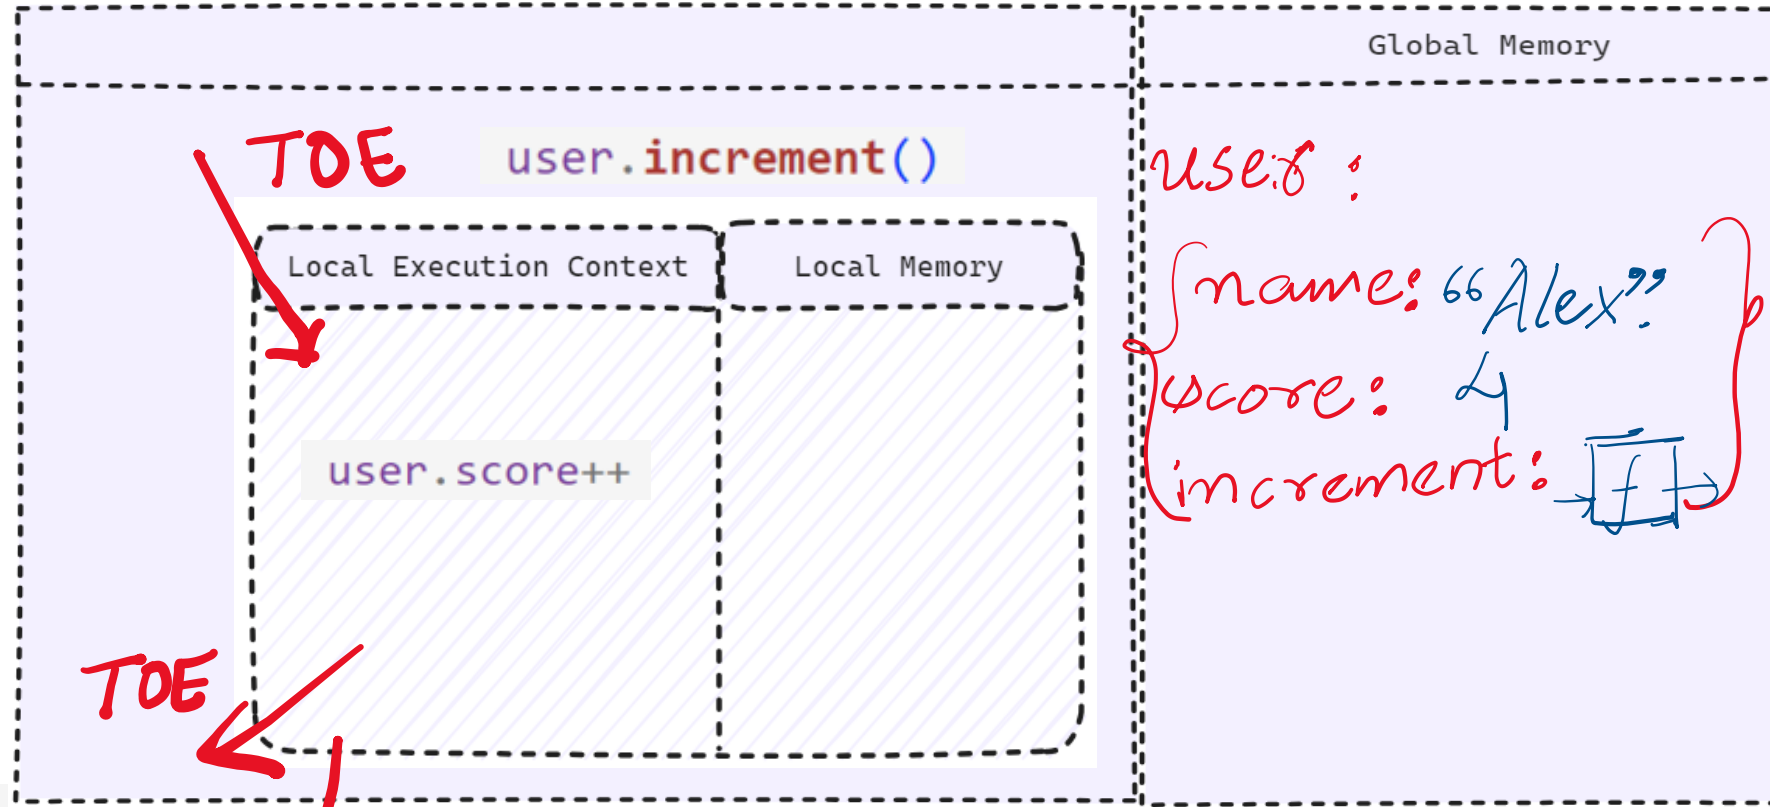 Global Memory
TOE user.increment()
Local Execution Context Local Memory
user.score++
TOE
user :
{ name: “Alex”
score: 4
increment: f }